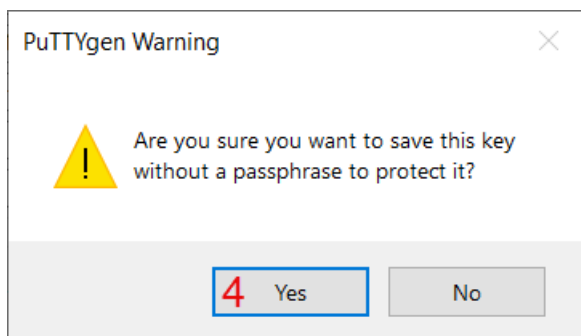 PuTTYgen Warning
Are you sure you want to save this key
without a passphrase to protect it?
4 Yes No